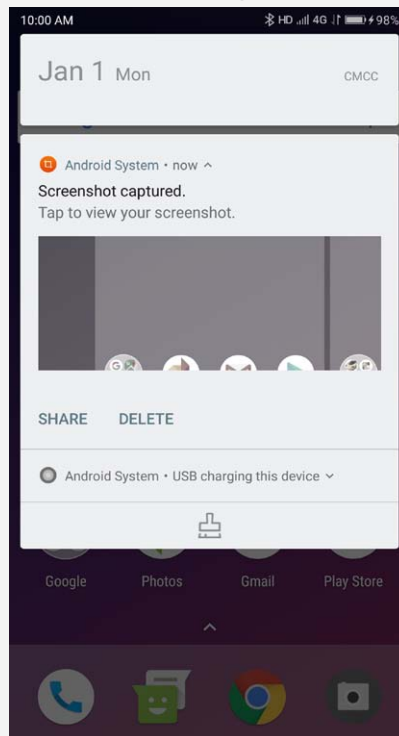 10:00 AM HD 4G 98%
Jan 1 Mon CMCC
Android System • now
Screenshot captured.
Tap to view your screenshot.
SHARE DELETE
Android System • USB charging this device
Google Photos Gmail Play Store